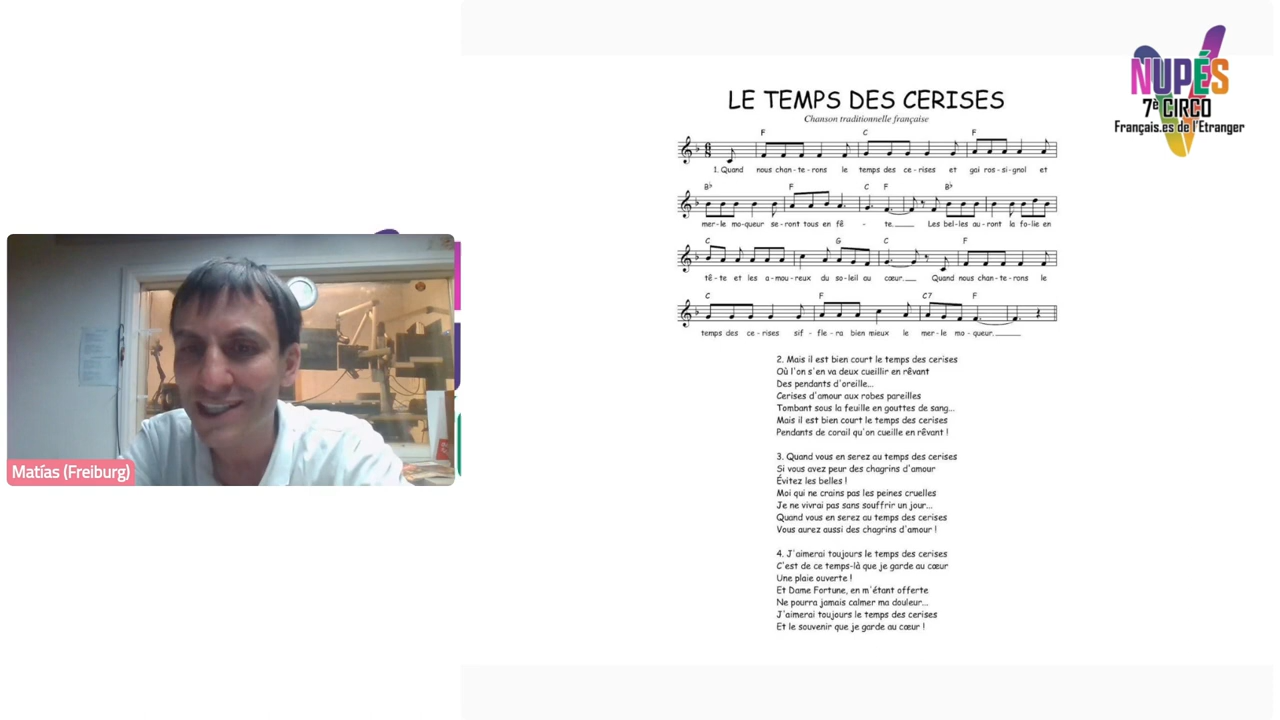 NUPÉS
7è CIRCO
Français.es de l'Étranger
LE TEMPS DES CERISES
Chanson traditionnelle française
F C F
1. Quand nous chan - te - rons le temps des ce - rises et gai ros - si - gnol et
B♭ F C F B♭
mer - le mo-queur se - ront tous en fê - te.____ Les bel - les au - ront la fo - lie en
C G C F
tê - te et les a - mou - reux du so - leil au cœur.___ Quand nous chan - te - rons le
C F C7 F
temps des ce - rises sif - fle - ra bien mieux le mer - le mo - queur.______
2. Mais il est bien court le temps des cerises
Où l'on s'en va deux cueillir en rêvant
Des pendants d'oreille...
Cerises d'amour aux robes pareilles
Tombant sous la feuille en gouttes de sang...
Mais il est bien court le temps des cerises
Pendants de corail qu'on cueille en rêvant !
3. Quand vous en serez au temps des cerises
Si vous avez peur des chagrins d'amour
Évitez les belles !
Moi qui ne crains pas les peines cruelles
Je ne vivrai pas sans souffrir un jour...
Quand vous en serez au temps des cerises
Vous aurez aussi des chagrins d'amour !
4. J'aimerai toujours le temps des cerises
C'est de ce temps-là que je garde au cœur
Une plaie ouverte !
Et Dame Fortune, en m'étant offerte
Ne pourra jamais calmer ma douleur...
J'aimerai toujours le temps des cerises
Et le souvenir que je garde au cœur !
Matías (Freiburg)